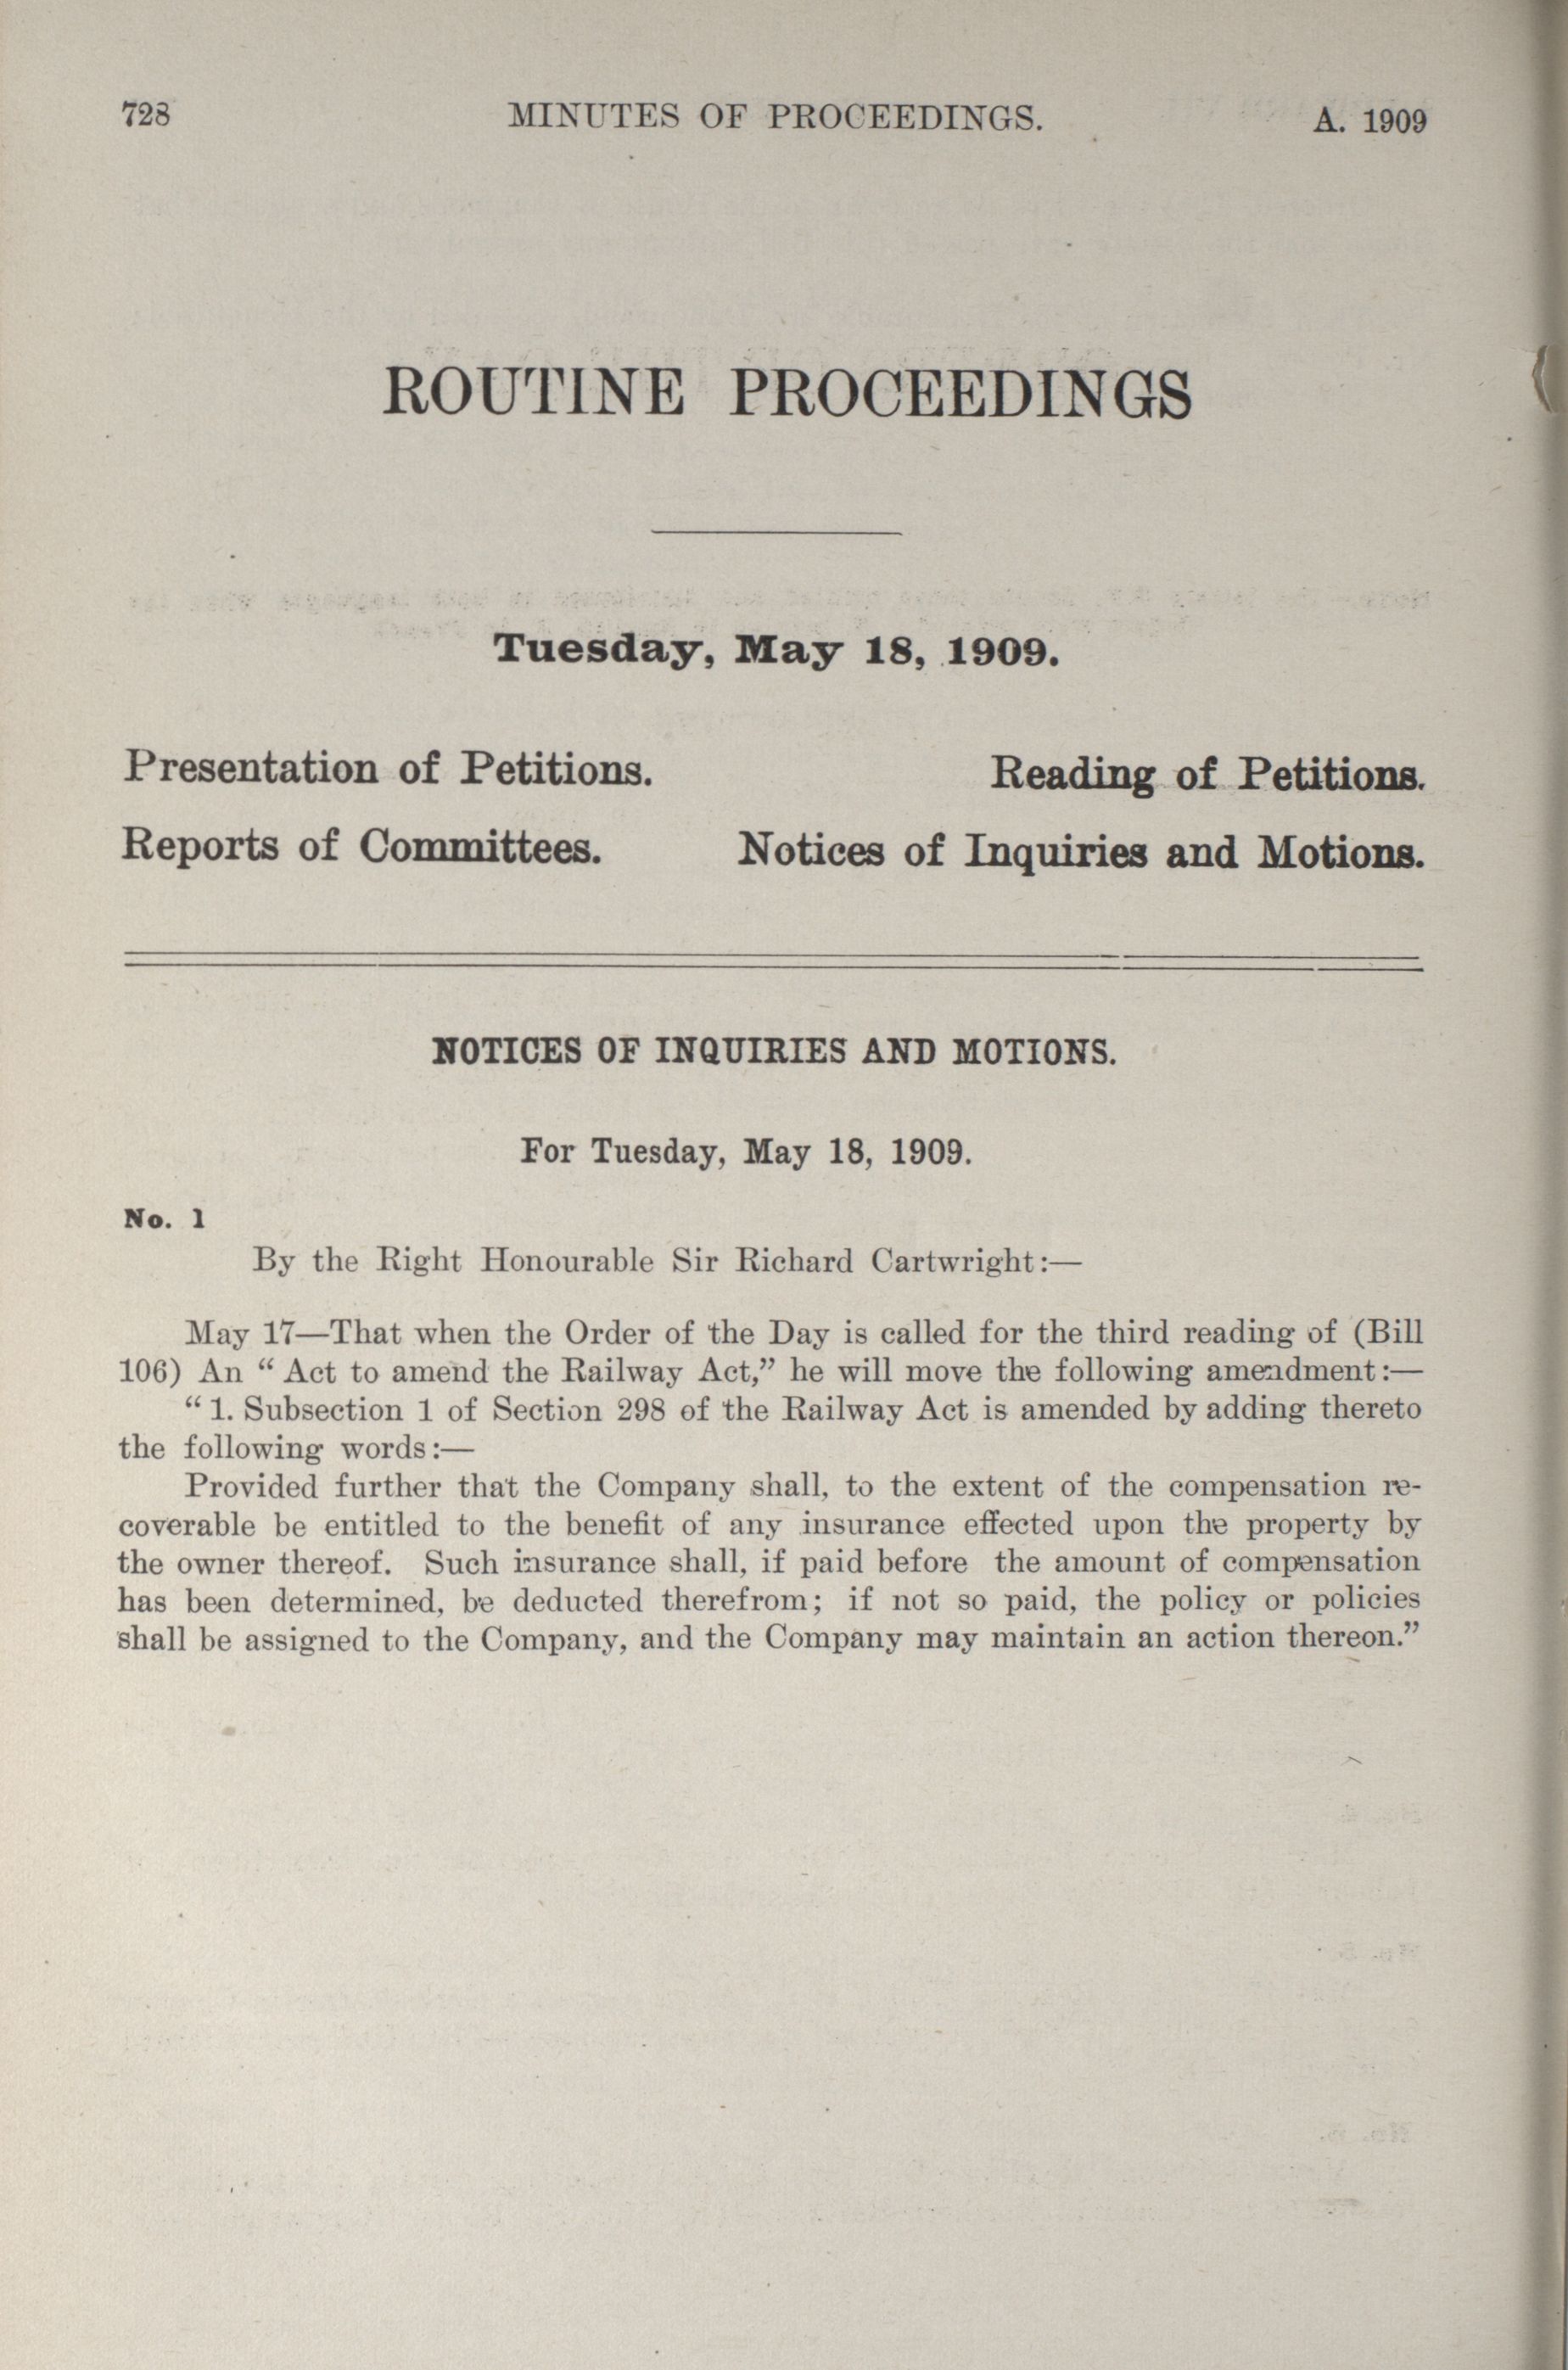 728 MINUTES OF PROCEEDINGS. A. 1909
ROUTINE PROCEEDINGS
Tuesday, May 18, 1909.
Presentation of Petitions. Reading of Petitions.
Reports of Committees. Notices of Inquiries and Motions.
NOTICES OF INQUIRIES AND MOTIONS.
For Tuesday, May 18, 1909.
No. 1
By the Right Honourable Sir Richard Cartwright:—
May 17—That when the Order of the Day is called for the third reading of (Bill
106) An “ Act to amend the Railway Act,” he will move the following amendment:—
“ 1. Subsection 1 of Section 298 of the Railway Act is amended by adding thereto
the following words:—
Provided further that the Company shall, to the extent of the compensation re-
coverable be entitled to the benefit of any insurance effected upon the property by
the owner thereof. Such insurance shall, if paid before the amount of compensation
has been determined, be deducted therefrom; if not so paid, the policy or policies
shall be assigned to the Company, and the Company may maintain an action thereon.”